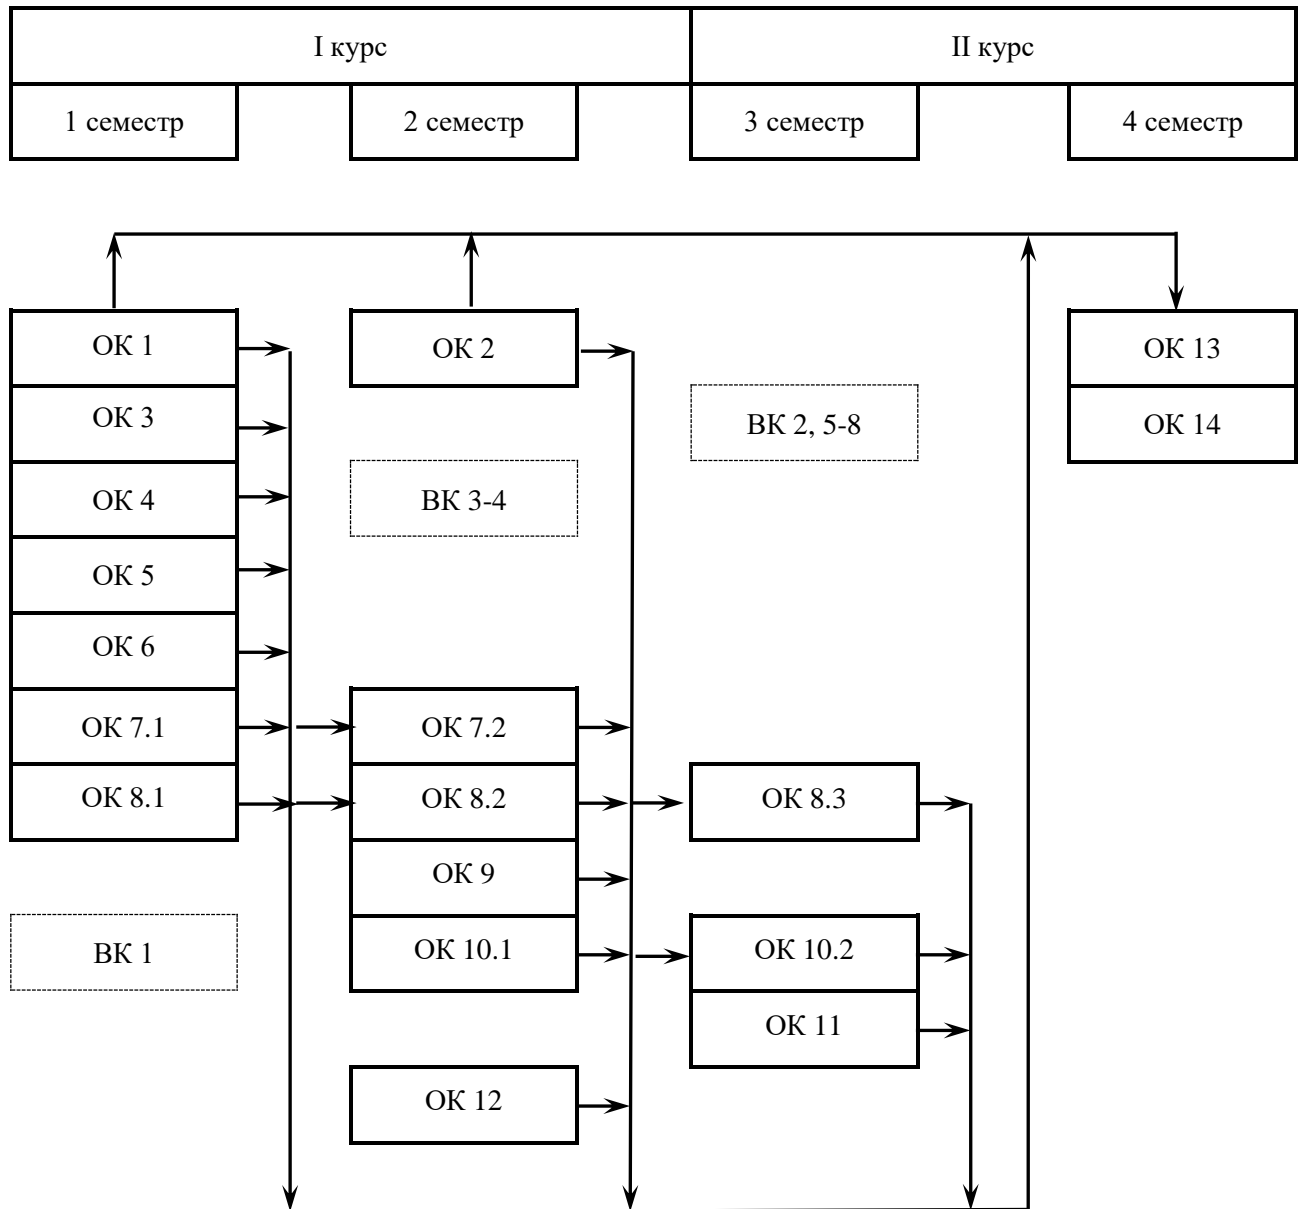 І курс
ІІ курс
1 семестр
2 семестр
3 семестр
4 семестр
ОК 1
ОК 2
ОК 13
ОК 3
ВК 2, 5-8
ОК 14
ОК 4
ВК 3-4
ОК 5
ОК 6
ОК 7.1
ОК 7.2
ОК 8.1
ОК 8.2
ОК 8.3
ОК 9
ВК 1
ОК 10.1
ОК 10.2
ОК 11
ОК 12